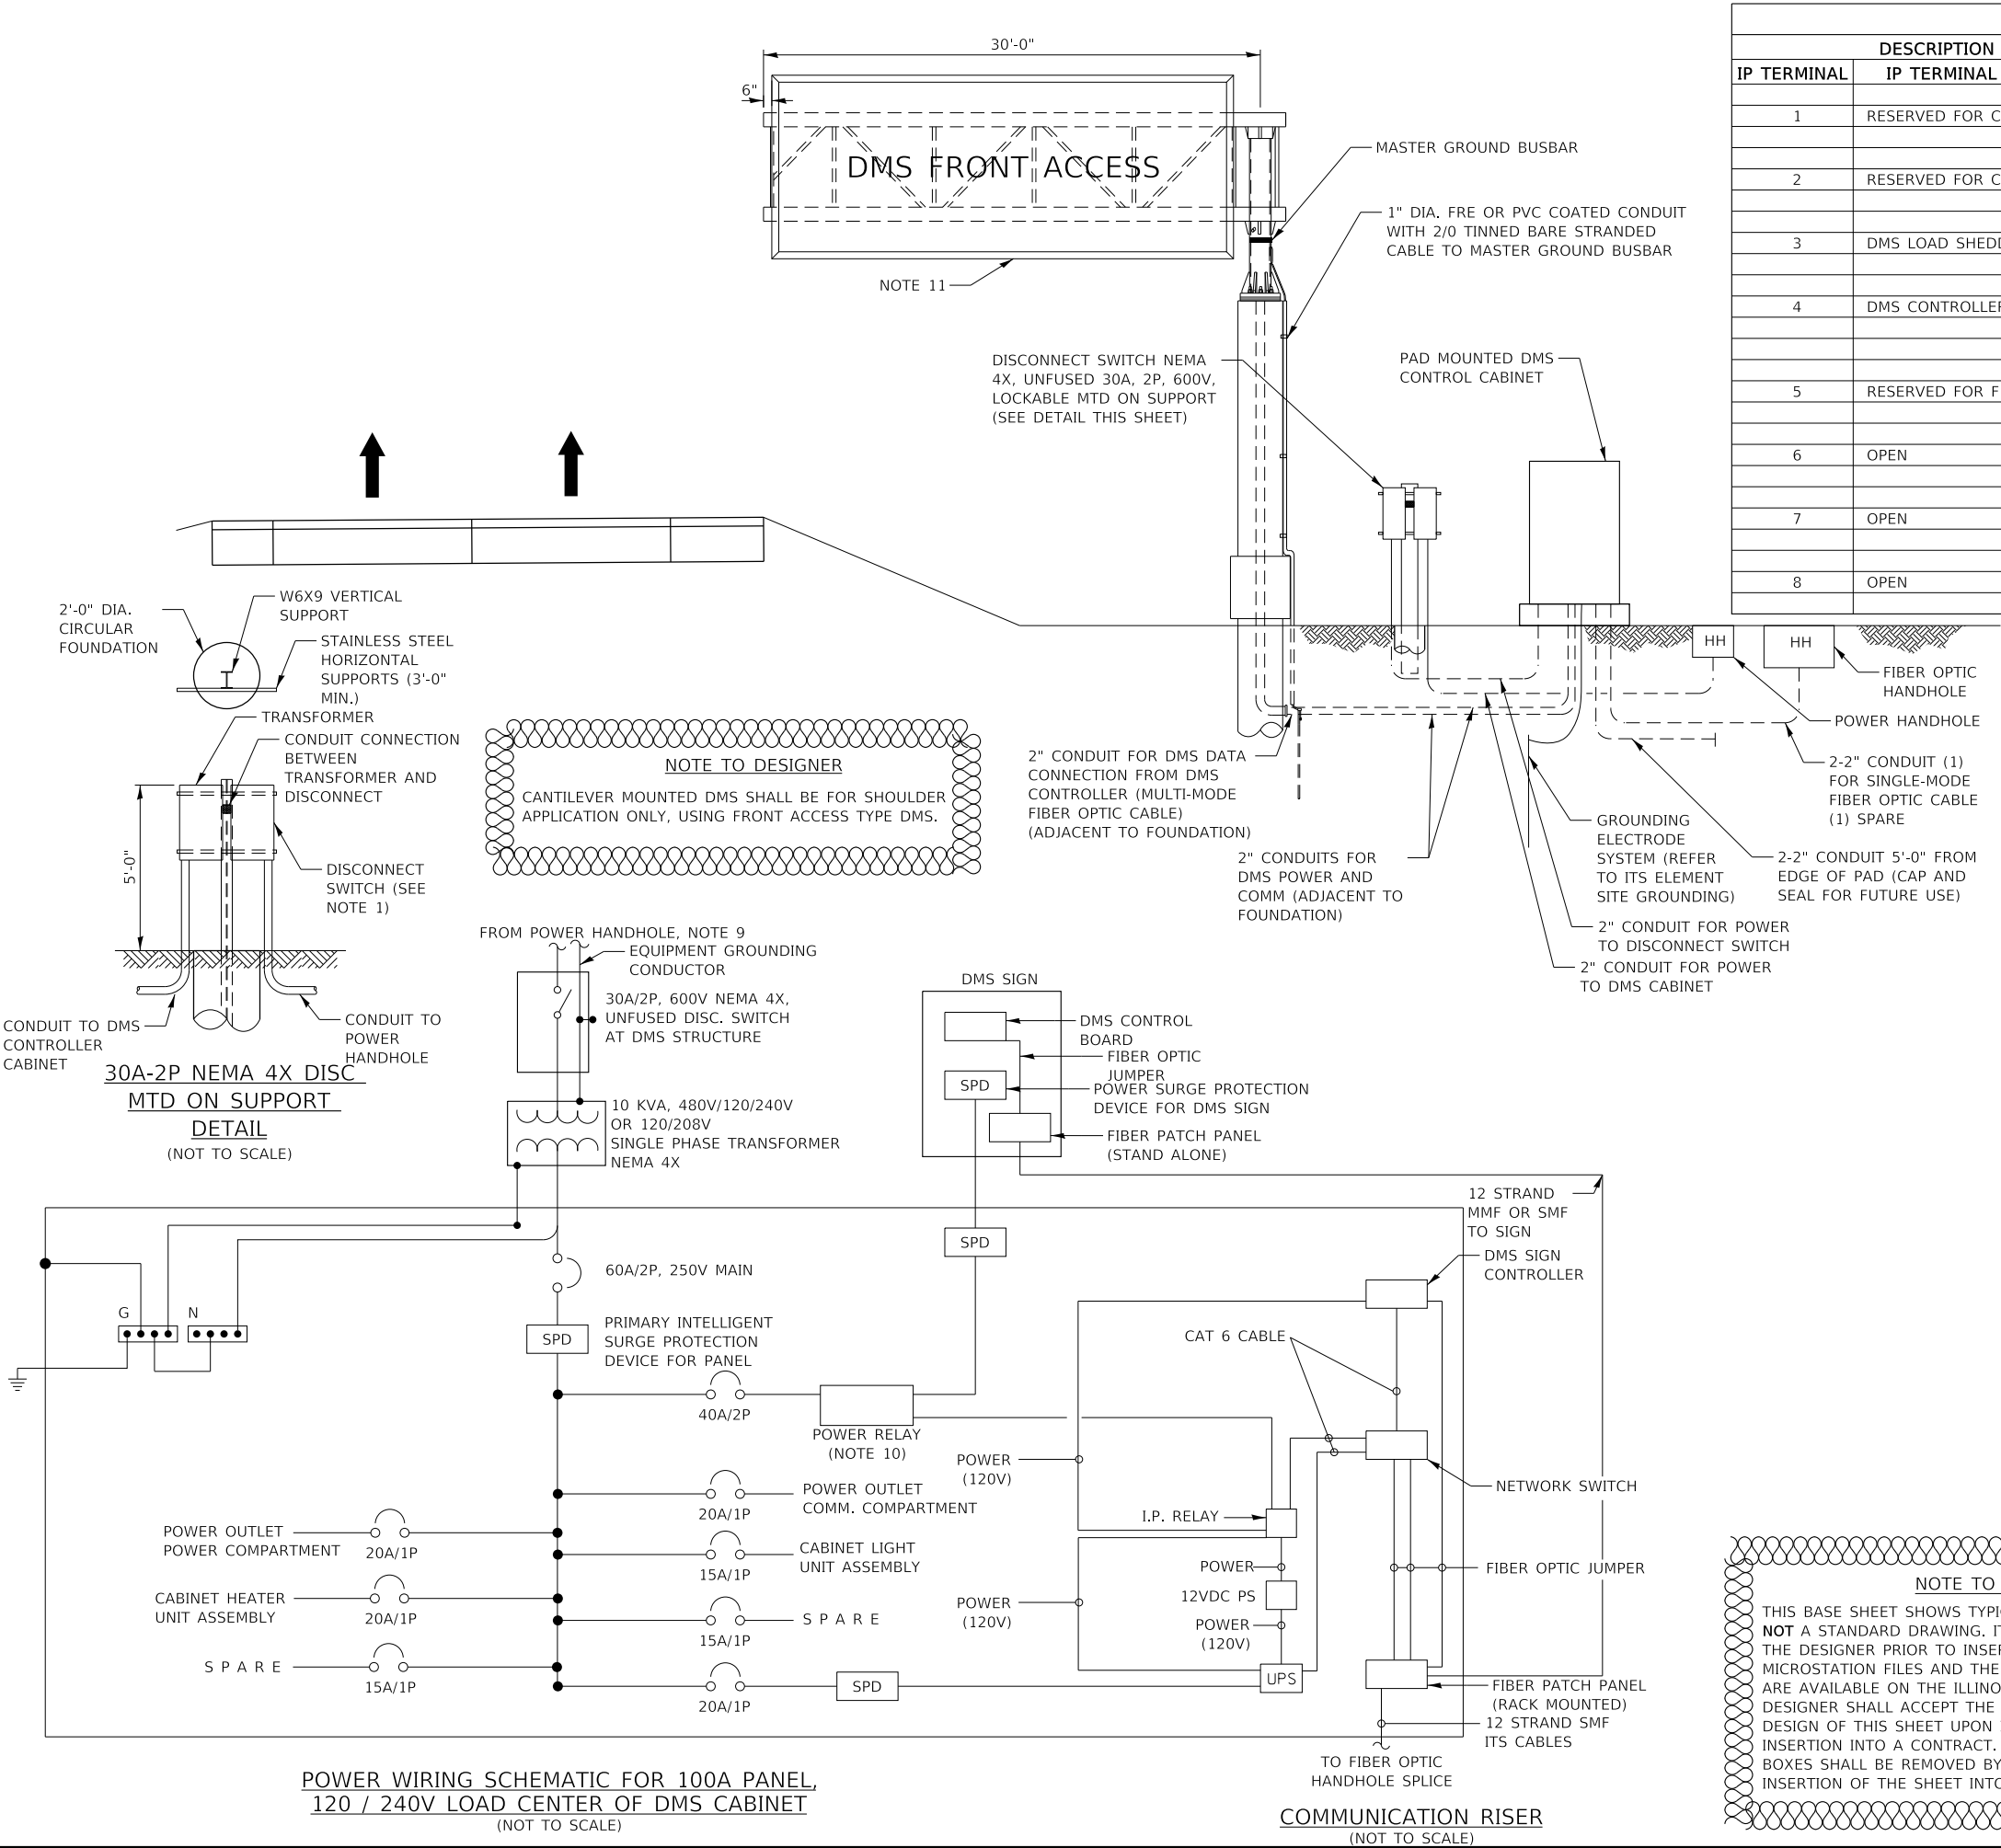 30'-0"
6"
DMS FRONT ACCESS
NOTE 11
MASTER GROUND BUSBAR
1" DIA. FRE OR PVC COATED CONDUIT
WITH 2/0 TINNED BARE STRANDED
CABLE TO MASTER GROUND BUSBAR
DISCONNECT SWITCH NEMA
4X, UNFUSED 30A, 2P, 600V,
LOCKABLE MTD ON SUPPORT
(SEE DETAIL THIS SHEET)
PAD MOUNTED DMS
CONTROL CABINET
DESCRIPTION
IP TERMINAL IP TERMINAL
1 RESERVED FOR C
2 RESERVED FOR C
3 DMS LOAD SHED
4 DMS CONTROLLER
5 RESERVED FOR F
6 OPEN
7 OPEN
8 OPEN
HH
HH
FIBER OPTIC
HANDHOLE
POWER HANDHOLE
2-2" CONDUIT (1)
FOR SINGLE-MODE
FIBER OPTIC CABLE
(1) SPARE
2-2" CONDUIT 5'-0" FROM
EDGE OF PAD (CAP AND
SEAL FOR FUTURE USE)
GROUNDING
ELECTRODE
SYSTEM (REFER
TO ITS ELEMENT
SITE GROUNDING)
2" CONDUIT FOR POWER
TO DISCONNECT SWITCH
2" CONDUIT FOR POWER
TO DMS CABINET
2" CONDUIT FOR DMS DATA
CONNECTION FROM DMS
CONTROLLER (MULTI-MODE
FIBER OPTIC CABLE)
(ADJACENT TO FOUNDATION)
2" CONDUITS FOR
DMS POWER AND
COMM (ADJACENT TO
FOUNDATION)
2'-0" DIA.
CIRCULAR
FOUNDATION
W6X9 VERTICAL
SUPPORT
STAINLESS STEEL
HORIZONTAL
SUPPORTS (3'-0"
MIN.)
TRANSFORMER
CONDUIT CONNECTION
BETWEEN
TRANSFORMER AND
DISCONNECT
5'-0"
DISCONNECT
SWITCH (SEE
NOTE 1)
CONDUIT TO DMS
CONTROLLER
CABINET
CONDUIT TO
POWER
HANDHOLE
30A-2P NEMA 4X DISC
MTD ON SUPPORT
DETAIL
(NOT TO SCALE)
NOTE TO DESIGNER
CANTILEVER MOUNTED DMS SHALL BE FOR SHOULDER
APPLICATION ONLY, USING FRONT ACCESS TYPE DMS.
FROM POWER HANDHOLE, NOTE 9
EQUIPMENT GROUNDING
CONDUCTOR
30A/2P, 600V NEMA 4X,
UNFUSED DISC. SWITCH
AT DMS STRUCTURE
10 KVA, 480V/120/240V
OR 120/208V
SINGLE PHASE TRANSFORMER
NEMA 4X
DMS SIGN
DMS CONTROL
BOARD
FIBER OPTIC
JUMPER
SPD
POWER SURGE PROTECTION
DEVICE FOR DMS SIGN
FIBER PATCH PANEL
(STAND ALONE)
12 STRAND
MMF OR SMF
TO SIGN
SPD
DMS SIGN
CONTROLLER
60A/2P, 250V MAIN
G
N
SPD
PRIMARY INTELLIGENT
SURGE PROTECTION
DEVICE FOR PANEL
CAT 6 CABLE
40A/2P
POWER RELAY
(NOTE 10)
POWER
(120V)
NETWORK SWITCH
POWER OUTLET
COMM. COMPARTMENT
20A/1P
I.P. RELAY
POWER OUTLET
POWER COMPARTMENT
20A/1P
CABINET LIGHT
UNIT ASSEMBLY
15A/1P
POWER
FIBER OPTIC JUMPER
12VDC PS
CABINET HEATER
UNIT ASSEMBLY
20A/1P
SPARE
15A/1P
POWER
(120V)
POWER
(120V)
SPARE
15A/1P
20A/1P
SPD
UPS
FIBER PATCH PANEL
(RACK MOUNTED)
12 STRAND SMF
ITS CABLES
TO FIBER OPTIC
HANDHOLE SPLICE
POWER WIRING SCHEMATIC FOR 100A PANEL,
120 / 240V LOAD CENTER OF DMS CABINET
(NOT TO SCALE)
COMMUNICATION RISER
(NOT TO SCALE)
NOTE TO
THIS BASE SHEET SHOWS TYPI
NOT A STANDARD DRAWING. IT
THE DESIGNER PRIOR TO INSER
MICROSTATION FILES AND THE
ARE AVAILABLE ON THE ILLINO
DESIGNER SHALL ACCEPT THE
DESIGN OF THIS SHEET UPON
INSERTION INTO A CONTRACT.
BOXES SHALL BE REMOVED BY
INSERTION OF THE SHEET INTO